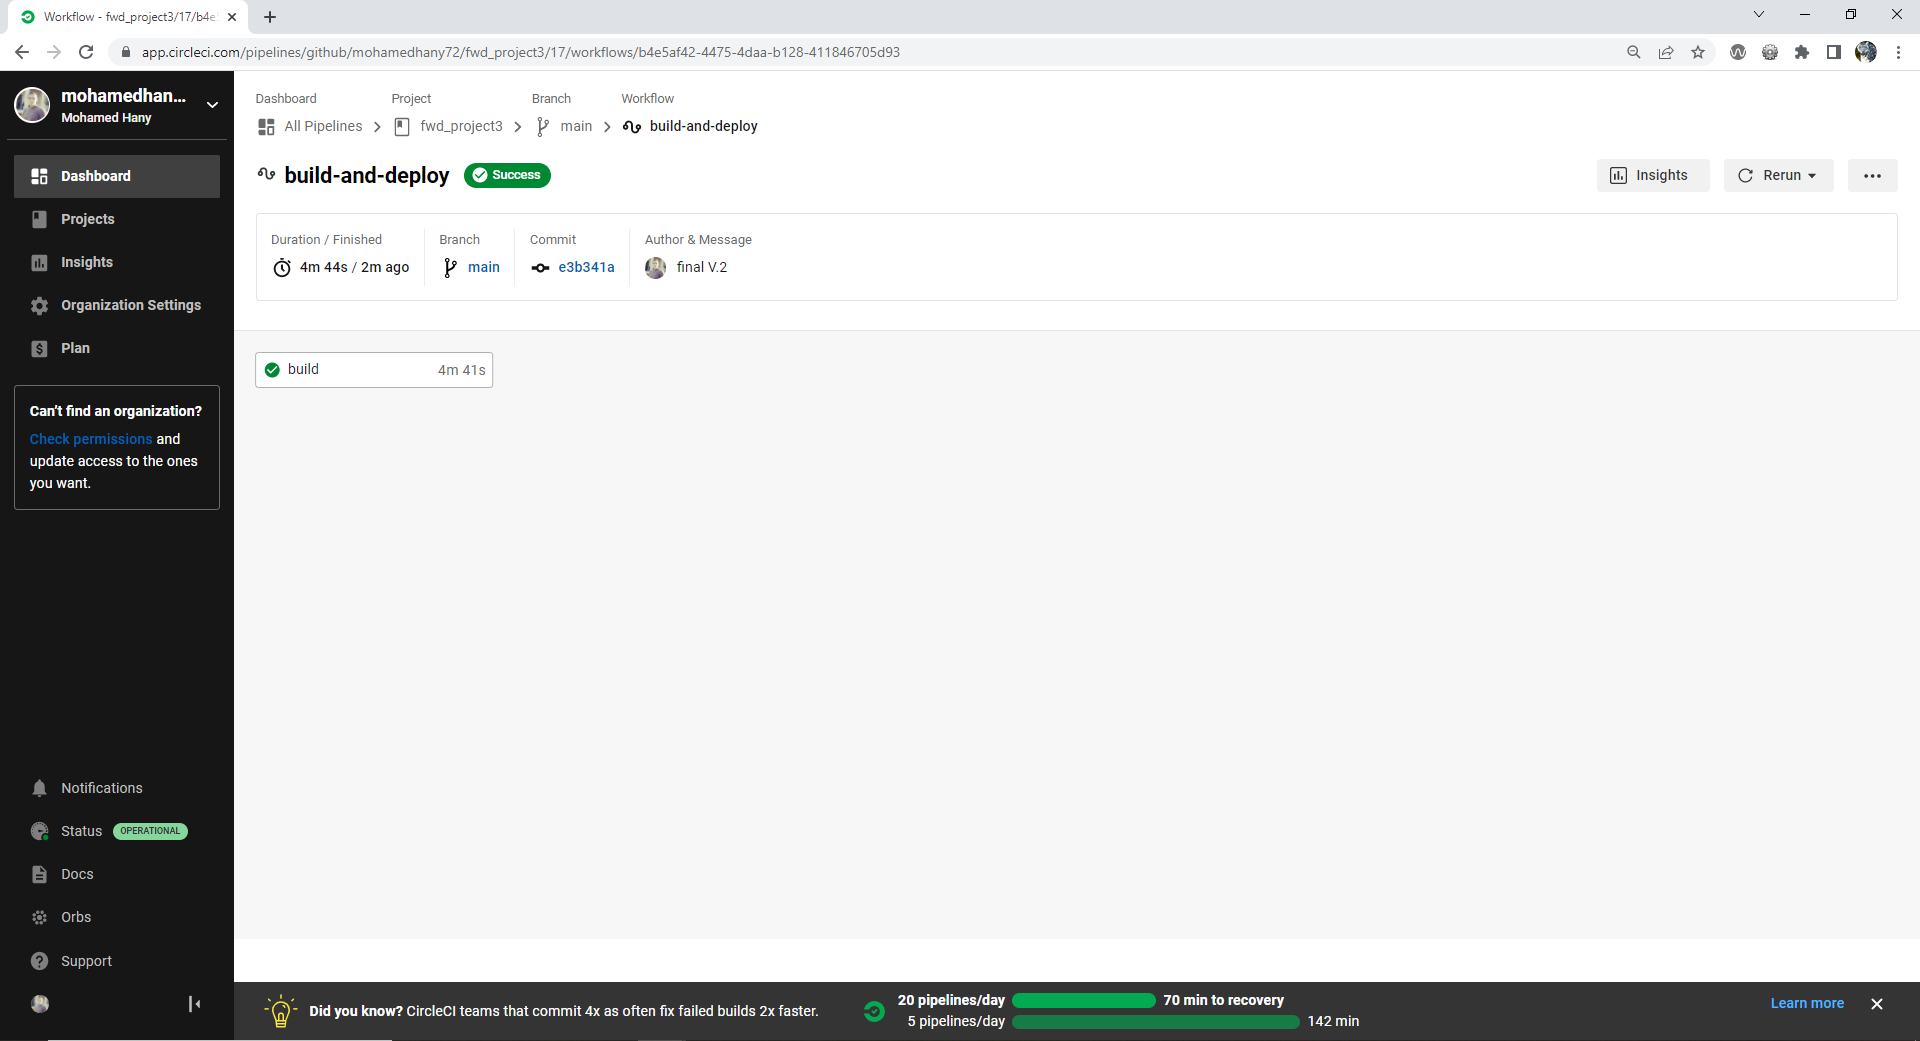 Workflow - fwd_project3/17/b4e5
app.circleci.com/pipelines/github/mohamedhany72/fwd_project3/17/workflows/b4e5af42-4475-4daa-b128-411846705d93
mohamedhan...
Mohamed Hany
Dashboard
Projects
Insights
Organization Settings
Plan
Can't find an organization?
Check permissions and
update access to the ones
you want.
Notifications
Status OPERATIONAL
Docs
Orbs
Support
Dashboard Project Branch Workflow
All Pipelines fwd_project3 main build-and-deploy
build-and-deploy Success
Insights Rerun
Duration / Finished Branch Commit Author & Message
4m 44s / 2m ago main e3b341a final V.2
build 4m 41s
Did you know? CircleCI teams that commit 4x as often fix failed builds 2x faster.
20 pipelines/day 70 min to recovery
5 pipelines/day 142 min
Learn more